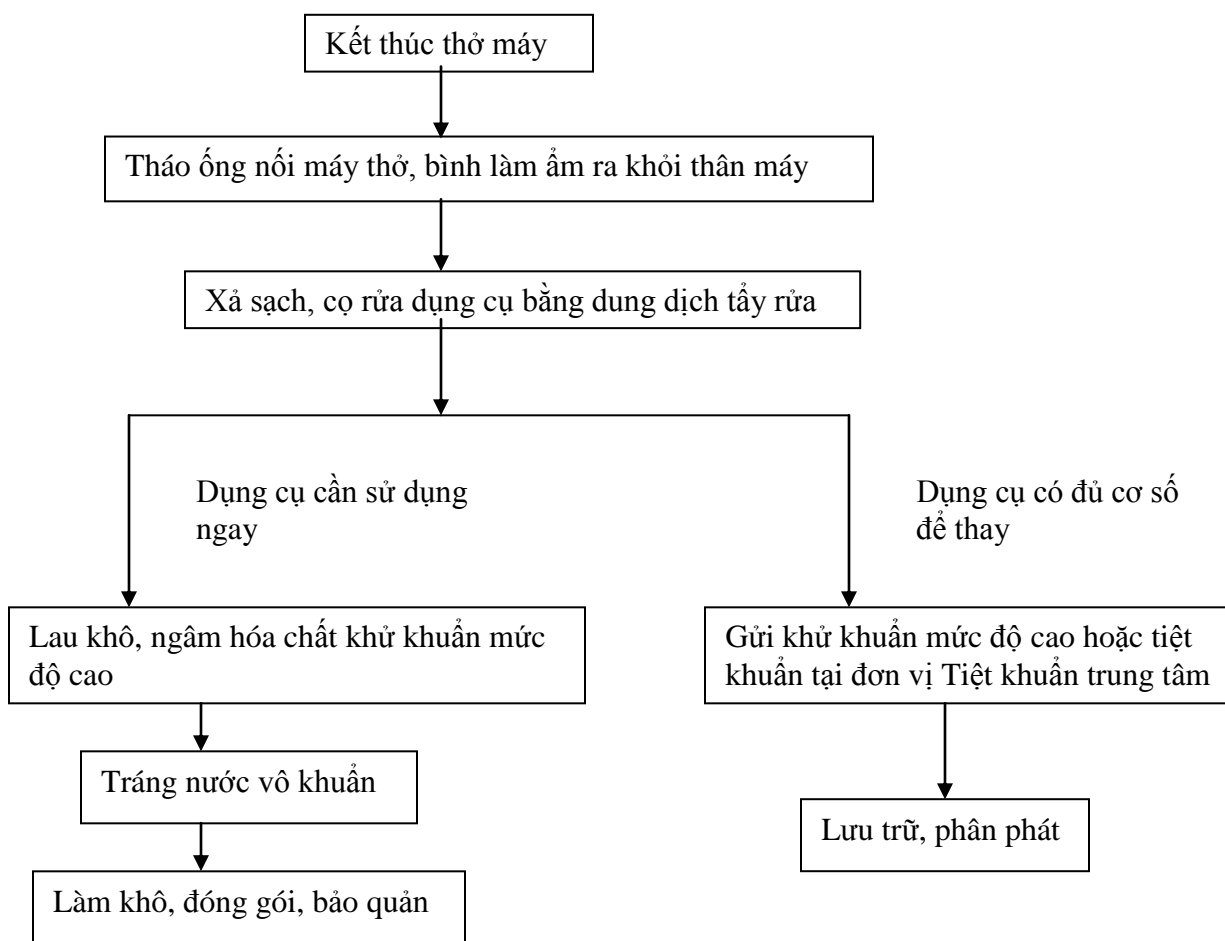 Kết thúc thở máy
Tháo ống nối máy thở, bình làm ẩm ra khỏi thân máy
Xả sạch, cọ rửa dụng cụ bằng dung dịch tẩy rửa
Dụng cụ cần sử dụng
ngay
Dụng cụ có đủ cơ số
để thay
Lau khô, ngâm hóa chất khử khuẩn mức
độ cao
Gửi khử khuẩn mức độ cao hoặc tiệt
khuẩn tại đơn vị Tiệt khuẩn trung tâm
Tráng nước vô khuẩn
Lưu trữ, phân phát
Làm khô, đóng gói, bảo quản